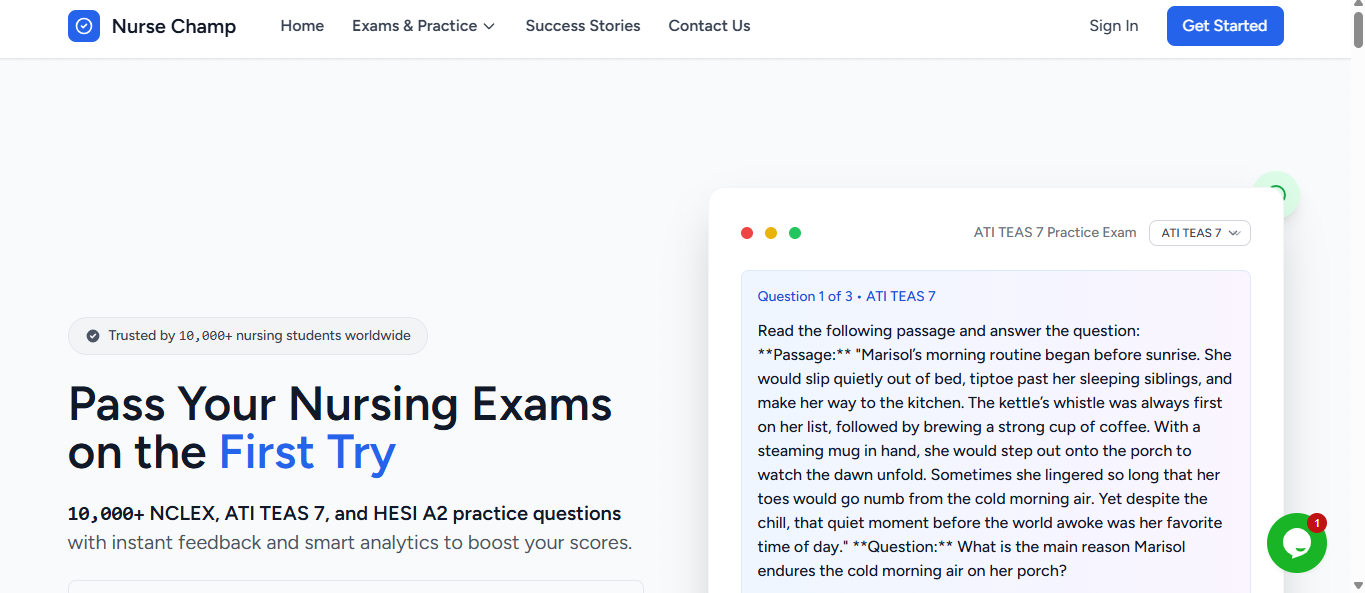 Nurse Champ Home Exams & Practice Success Stories Contact Us Sign In Get Started
Trusted by 10,000+ nursing students worldwide
Pass Your Nursing Exams
on the First Try
10,000+ NCLEX, ATI TEAS 7, and HESI A2 practice questions
with instant feedback and smart analytics to boost your scores.
ATI TEAS 7 Practice Exam ATI TEAS 7
Question 1 of 3 • ATI TEAS 7
Read the following passage and answer the question:
**Passage:** "Marisol’s morning routine began before sunrise. She
would slip quietly out of bed, tiptoe past her sleeping siblings, and
make her way to the kitchen. The kettle’s whistle was always first
on her list, followed by brewing a strong cup of coffee. With a
steaming mug in hand, she would step out onto the porch to
watch the dawn unfold. Sometimes she lingered so long that her
toes would go numb from the cold morning air. Yet despite the
chill, that quiet moment before the world awoke was her favorite
time of day." **Question:** What is the main reason Marisol
endures the cold morning air on her porch?
1